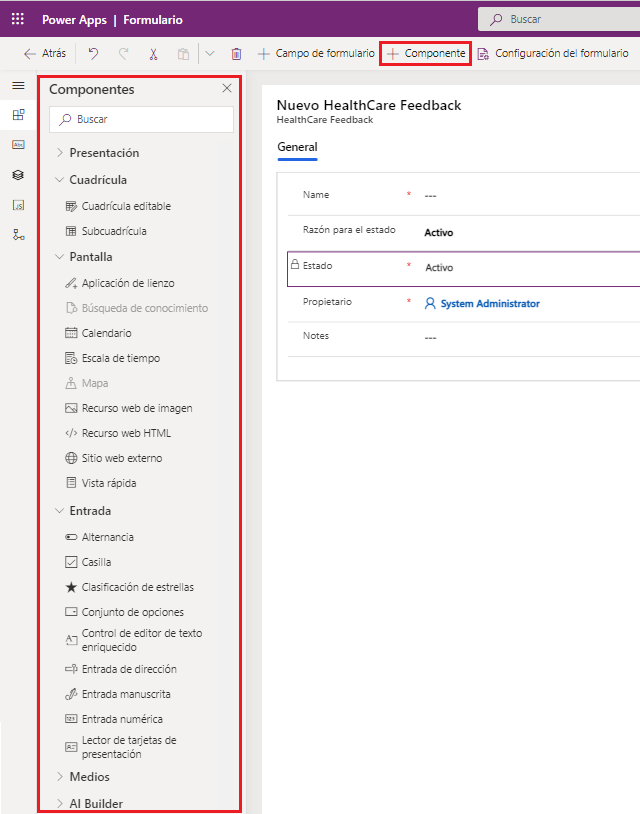 Power Apps | Formulario
Buscar
Atrás
Campo de formulario
Componente
Configuración del formulario
Componentes
Buscar
Presentación
Cuadrícula
Cuadrícula editable
Subcuadrícula
Pantalla
Aplicación de lienzo
Búsqueda de conocimiento
Calendario
Escala de tiempo
Mapa
Recurso web de imagen
Recurso web HTML
Sitio web externo
Vista rápida
Entrada
Alternancia
Casilla
Clasificación de estrellas
Conjunto de opciones
Control de editor de texto
enriquecido
Entrada de dirección
Entrada manuscrita
Entrada numérica
Lector de tarjetas de
presentación
Medios
AI Builder
Nuevo HealthCare Feedback
HealthCare Feedback
General
Name * ---
Razón para el estado Activo
Estado * Activo
Propietario * System Administrator
Notes ---